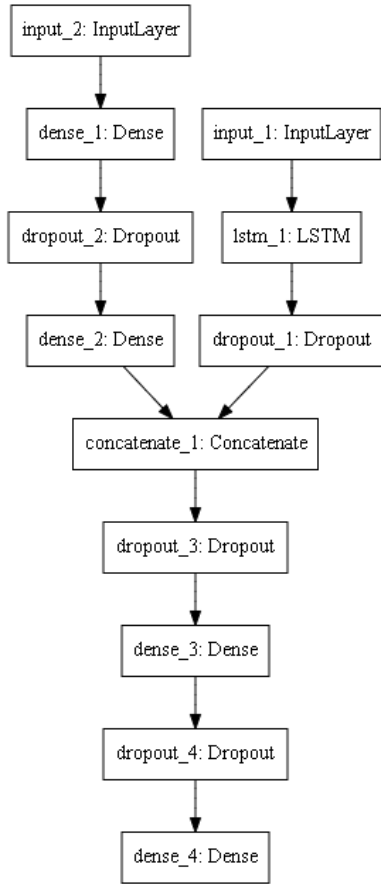 input_2: InputLayer
dense_1: Dense
input_1: InputLayer
dropout_2: Dropout
lstm_1: LSTM
dense_2: Dense
dropout_1: Dropout
concatenate_1: Concatenate
dropout_3: Dropout
dense_3: Dense
dropout_4: Dropout
dense_4: Dense